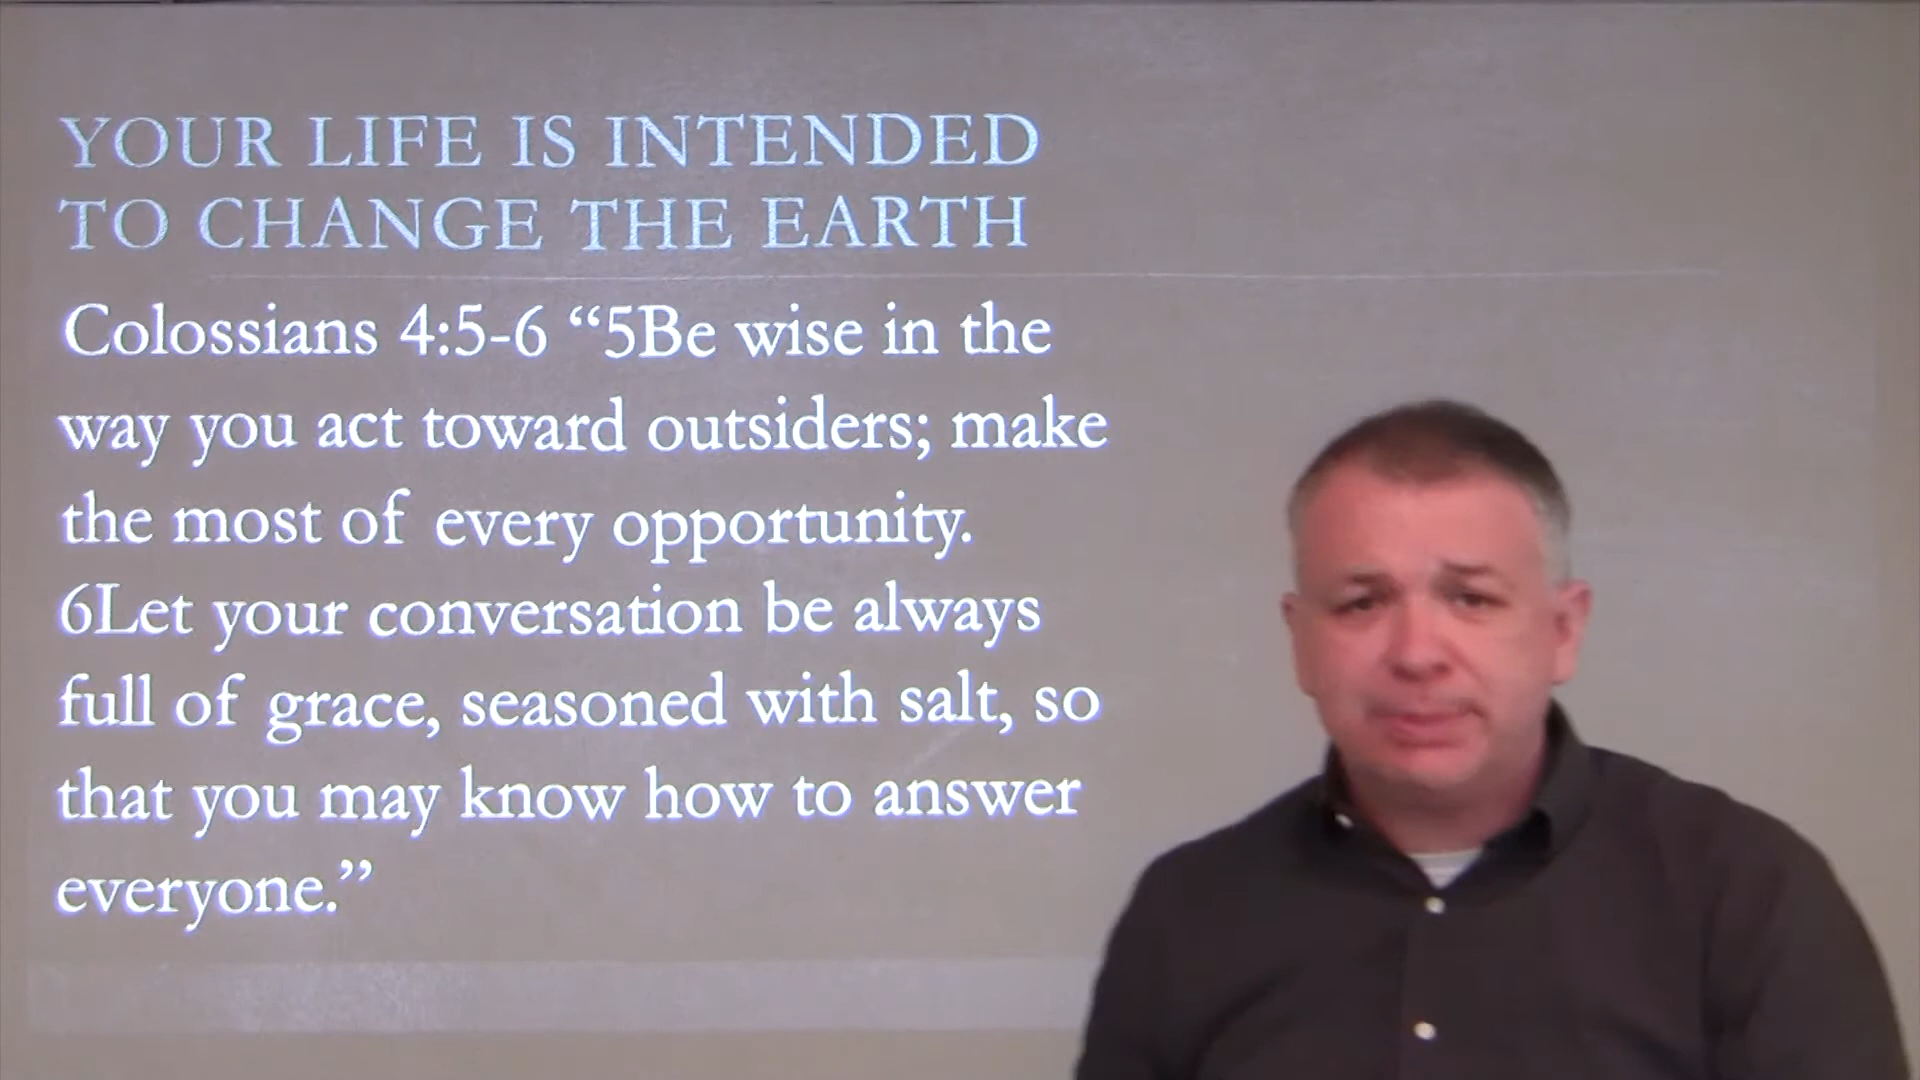 YOUR LIFE IS INTENDED
TO CHANGE THE EARTH
Colossians 4:5-6 “5Be wise in the
way you act toward outsiders; make
the most of every opportunity.
6Let your conversation be always
full of grace, seasoned with salt, so
that you may know how to answer
everyone.”